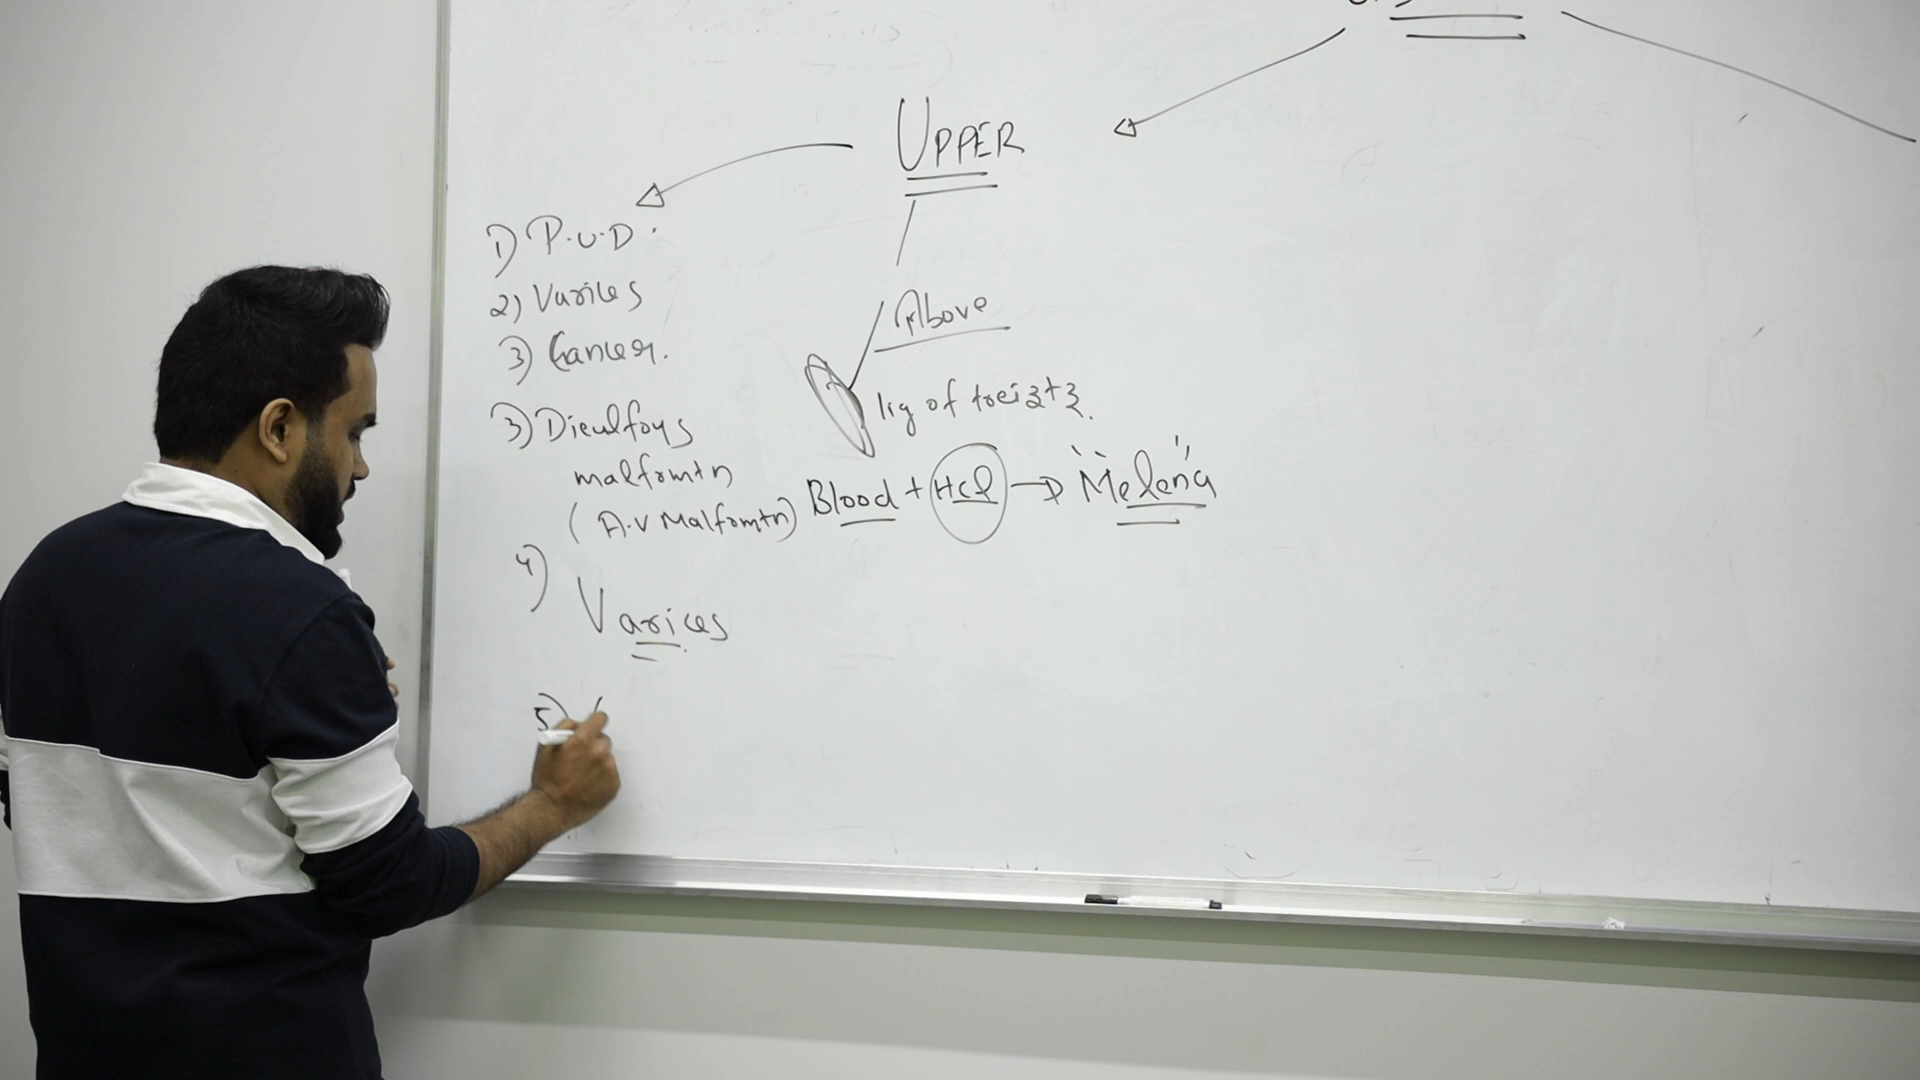 UPPER
1) P.U.D.
2) Varices
3) Cancer.
3) Dieulfoys
malfomtn
(A.V Malfomtn)
4) Varices
5)
Above
lig of treiztz.
Blood + HCl → "Melena"